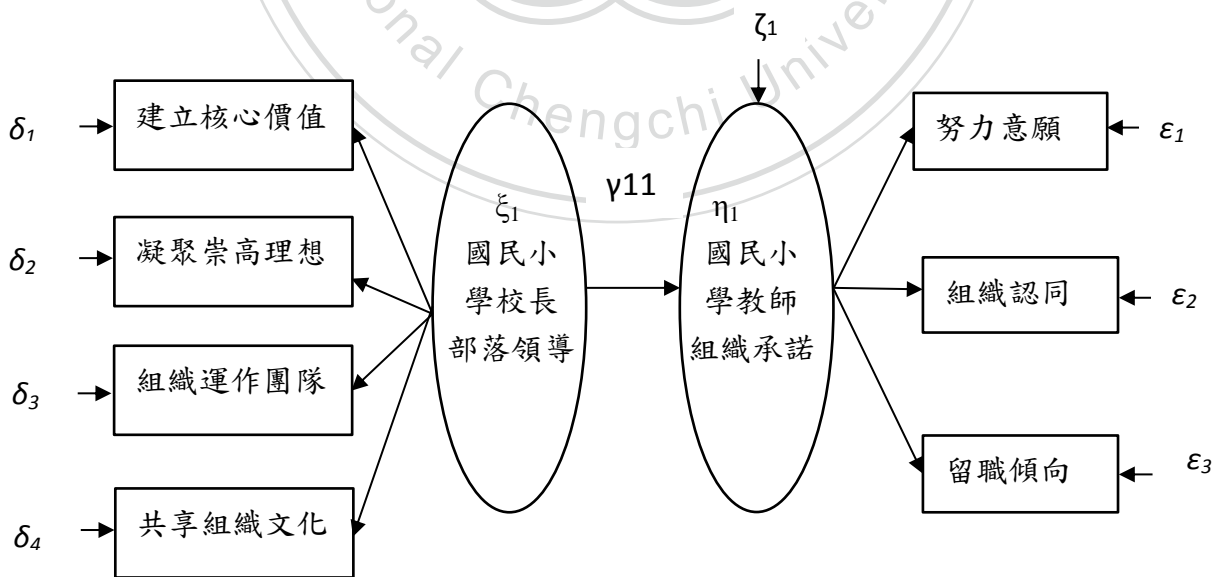 onal Chengchi Univer
ζ1
δ1
建立核心價值
努力意願
ε1
γ11
ξ1
國民小
學校長
部落領導
η1
國民小
學教師
組織承諾
δ2
凝聚崇高理想
組織認同
ε2
δ3
組織運作團隊
留職傾向
ε3
δ4
共享組織文化